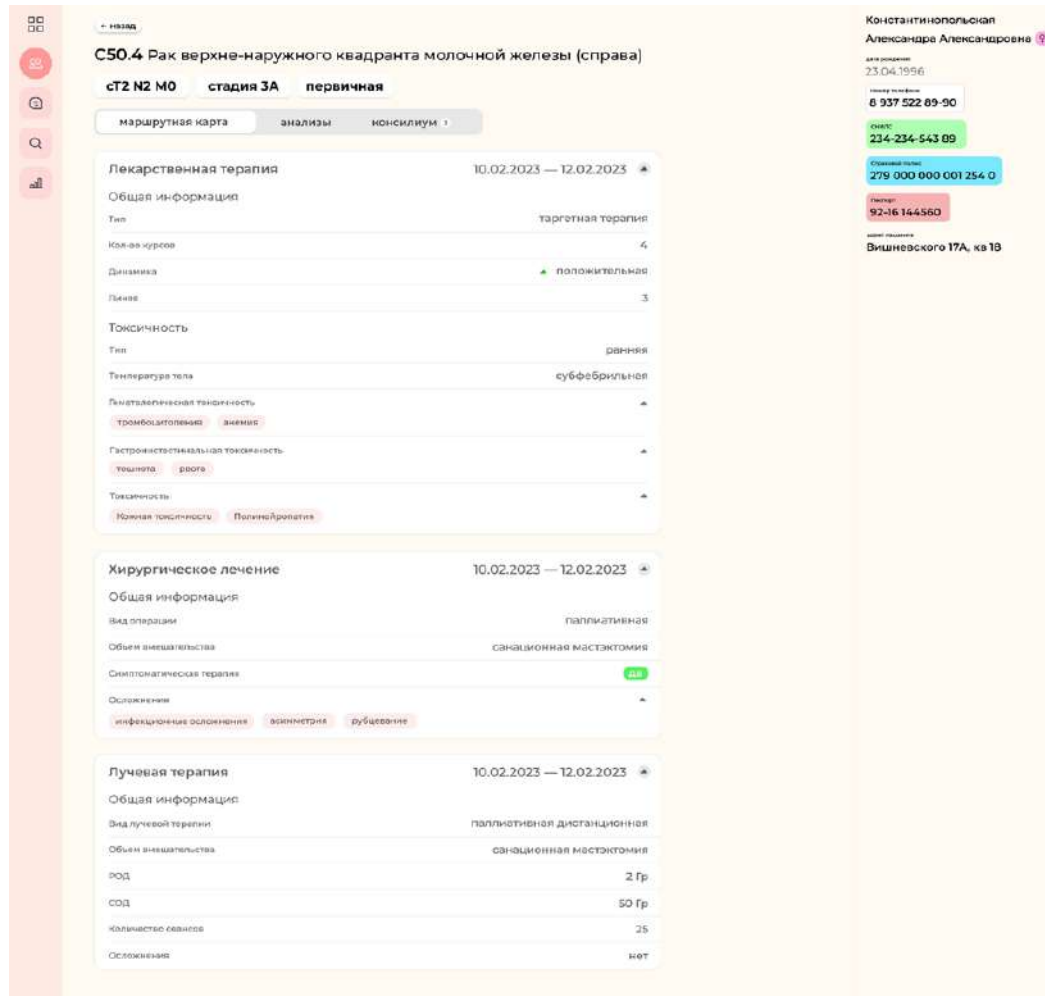 ← назад
C50.4 Рак верхне-наружного квадранта молочной железы (справа)
cT2 N2 M0 стадия 3А первичная
маршрутная карта анализы консилиум
Лекарственная терапия 10.02.2023 — 12.02.2023
Общая информация
Тип таргетная терапия
Кол-во курсов 4
Динамика положительная
Линия 3
Токсичность
Тип ранняя
Температура тела субфебрильная
Гематологическая токсичность
тромбоцитопения анемия
Гастроинтестинальная токсичность
тошнота рвота
Токсичность
Кожная токсичность Полинейропатия
Хирургическое лечение 10.02.2023 — 12.02.2023
Общая информация
Вид операции паллиативная
Объем вмешательства санационная мастэктомия
Симптоматическая терапия да
Осложнения
инфекционные осложнения асимметрия рубцевание
Лучевая терапия 10.02.2023 — 12.02.2023
Общая информация
Вид лучевой терапии паллиативная дистанционная
Объем вмешательства санационная мастэктомия
РОД 2 Гр
СОД 50 Гр
Количество сеансов 25
Осложнения нет
Константинопольская
Александра Александровна
дата рождения
23.04.1996
Номер телефона
8 937 522 89-90
СНИЛС
234-234-543 89
Страховой полис
279 000 000 001 254 0
Паспорт
92-16 144560
Вишневского 17А, кв 18